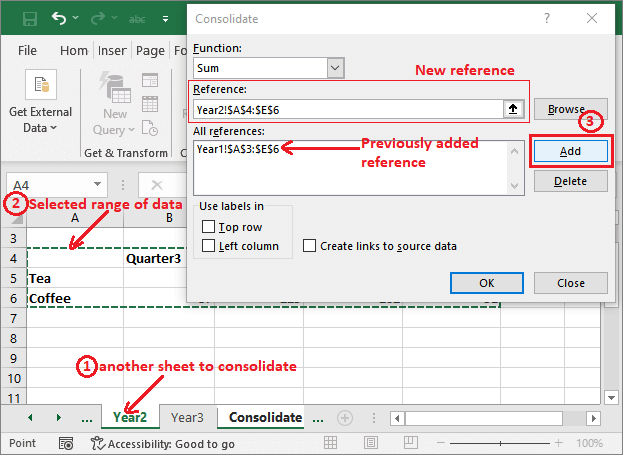 abc
Consolidate
?
File Hom Inser Page Form
Function:
Sum
New reference
Reference:
Year2!$A$4:$E$6
Browse...
3
Get External
Data
Get & Transform
All references:
Year1!$A$3:$E$6
Previously added
reference
Add
Delete
A4
2 Selected range of data
Use labels in
Top row
Left column
Create links to source data
OK
Close
A B
3
4 Quarter3
5 Tea
6 Coffee
7
8
9
10
11
1 another sheet to consolidate
... Year2 Year3 Consolidate ...
Point Accessibility: Good to go 100%